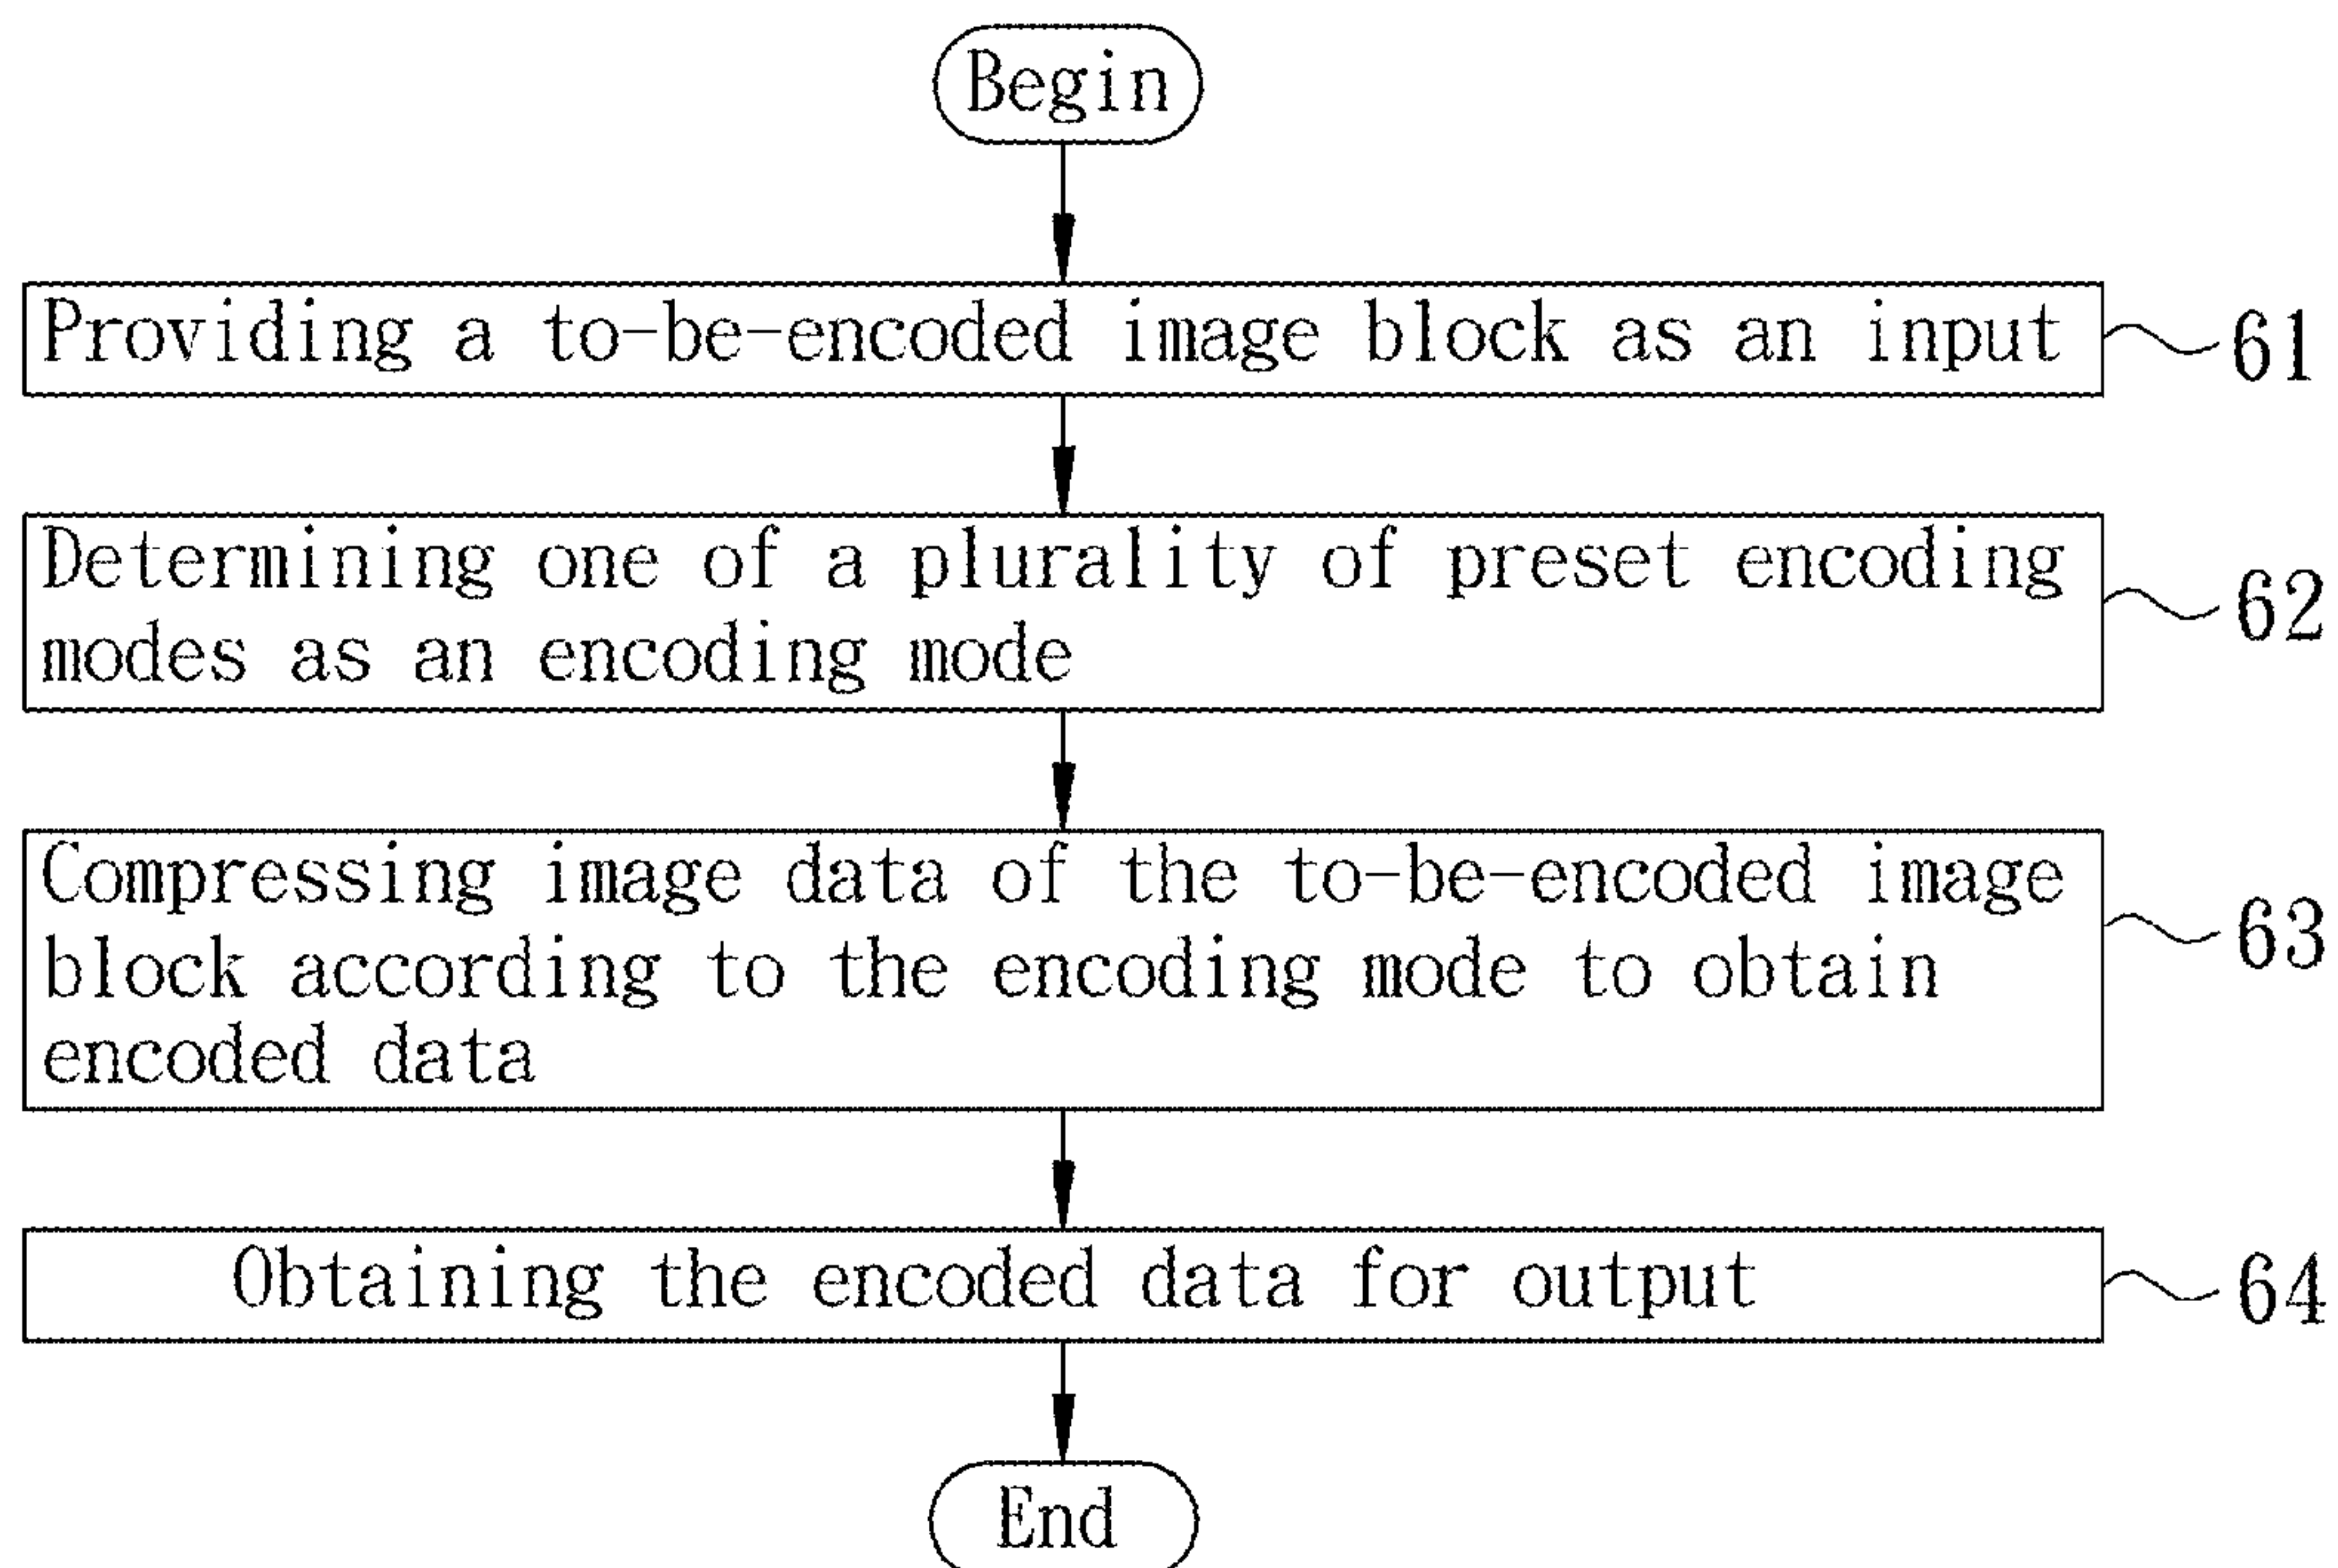 Begin
Providing a to-be-encoded image block as an input
61
Determining one of a plurality of preset encoding
modes as an encoding mode
62
Compressing image data of the to-be-encoded image
block according to the encoding mode to obtain
encoded data
63
Obtaining the encoded data for output
64
End